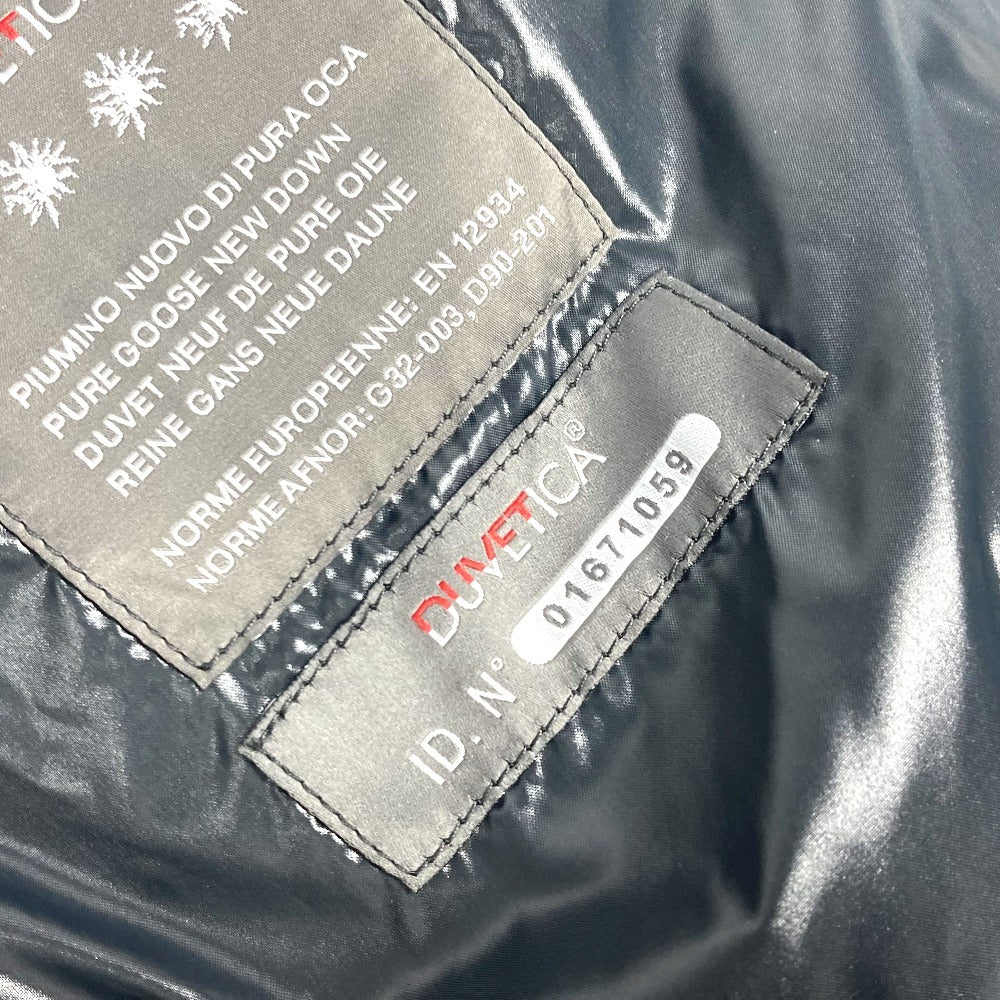 DUVETICA
PIUMINO NUOVO DI PURA OCA
PURE GOOSE NEW DOWN
DUVET NEUF DE PURE OIE
REINE GANS NEUE DAUNE
NORME EUROPEENNE: EN 12934
NORME AFNOR: G32-003, D90-201
DUVETICA®
ID. N° 01671059